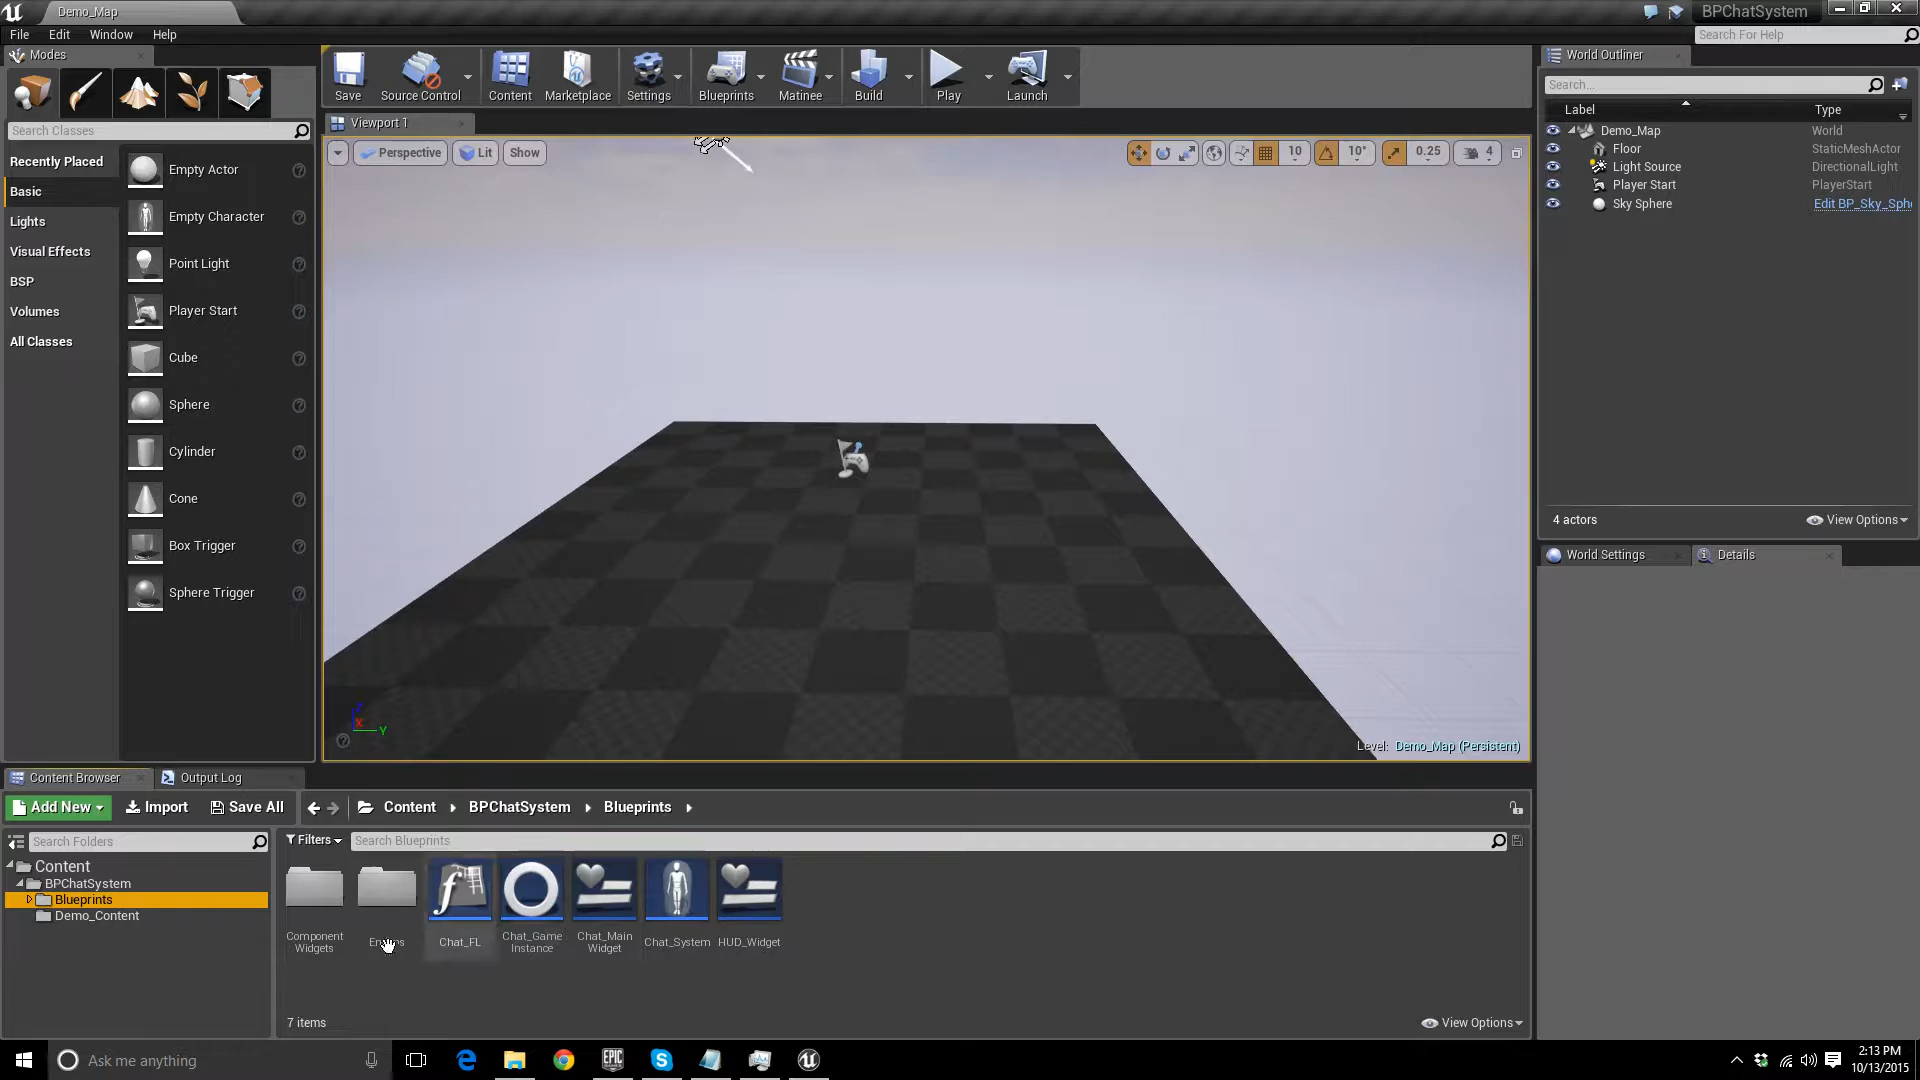 Demo_Map
BPChatSystem
File Edit Window Help
Search For Help
Modes
Save
Source Control
Content
Marketplace
Settings
Blueprints
Matinee
Build
Play
Launch
World Outliner
Search...
Label Type
Demo_Map World
Floor StaticMeshActor
Light Source DirectionalLight
Player Start PlayerStart
Sky Sphere Edit BP_Sky_Sph
4 actors
View Options
World Settings
Details
Search Classes
Recently Placed
Basic
Lights
Visual Effects
BSP
Volumes
All Classes
Empty Actor
Empty Character
Point Light
Player Start
Cube
Sphere
Cylinder
Cone
Box Trigger
Sphere Trigger
Viewport 1
Perspective
Lit
Show
10
10°
0.25
4
Z
X
Y
Level: Demo_Map (Persistent)
Content Browser
Output Log
Add New
Import
Save All
Content
BPChatSystem
Blueprints
Search Folders
Filters
Search Blueprints
Content
BPChatSystem
Blueprints
Demo_Content
Component
Widgets
Chat_FL
Chat_Game
Instance
Chat_Main
Widget
Chat_System
HUD_Widget
7 items
View Options
Ask me anything
EPIC
2:13 PM
10/13/2015